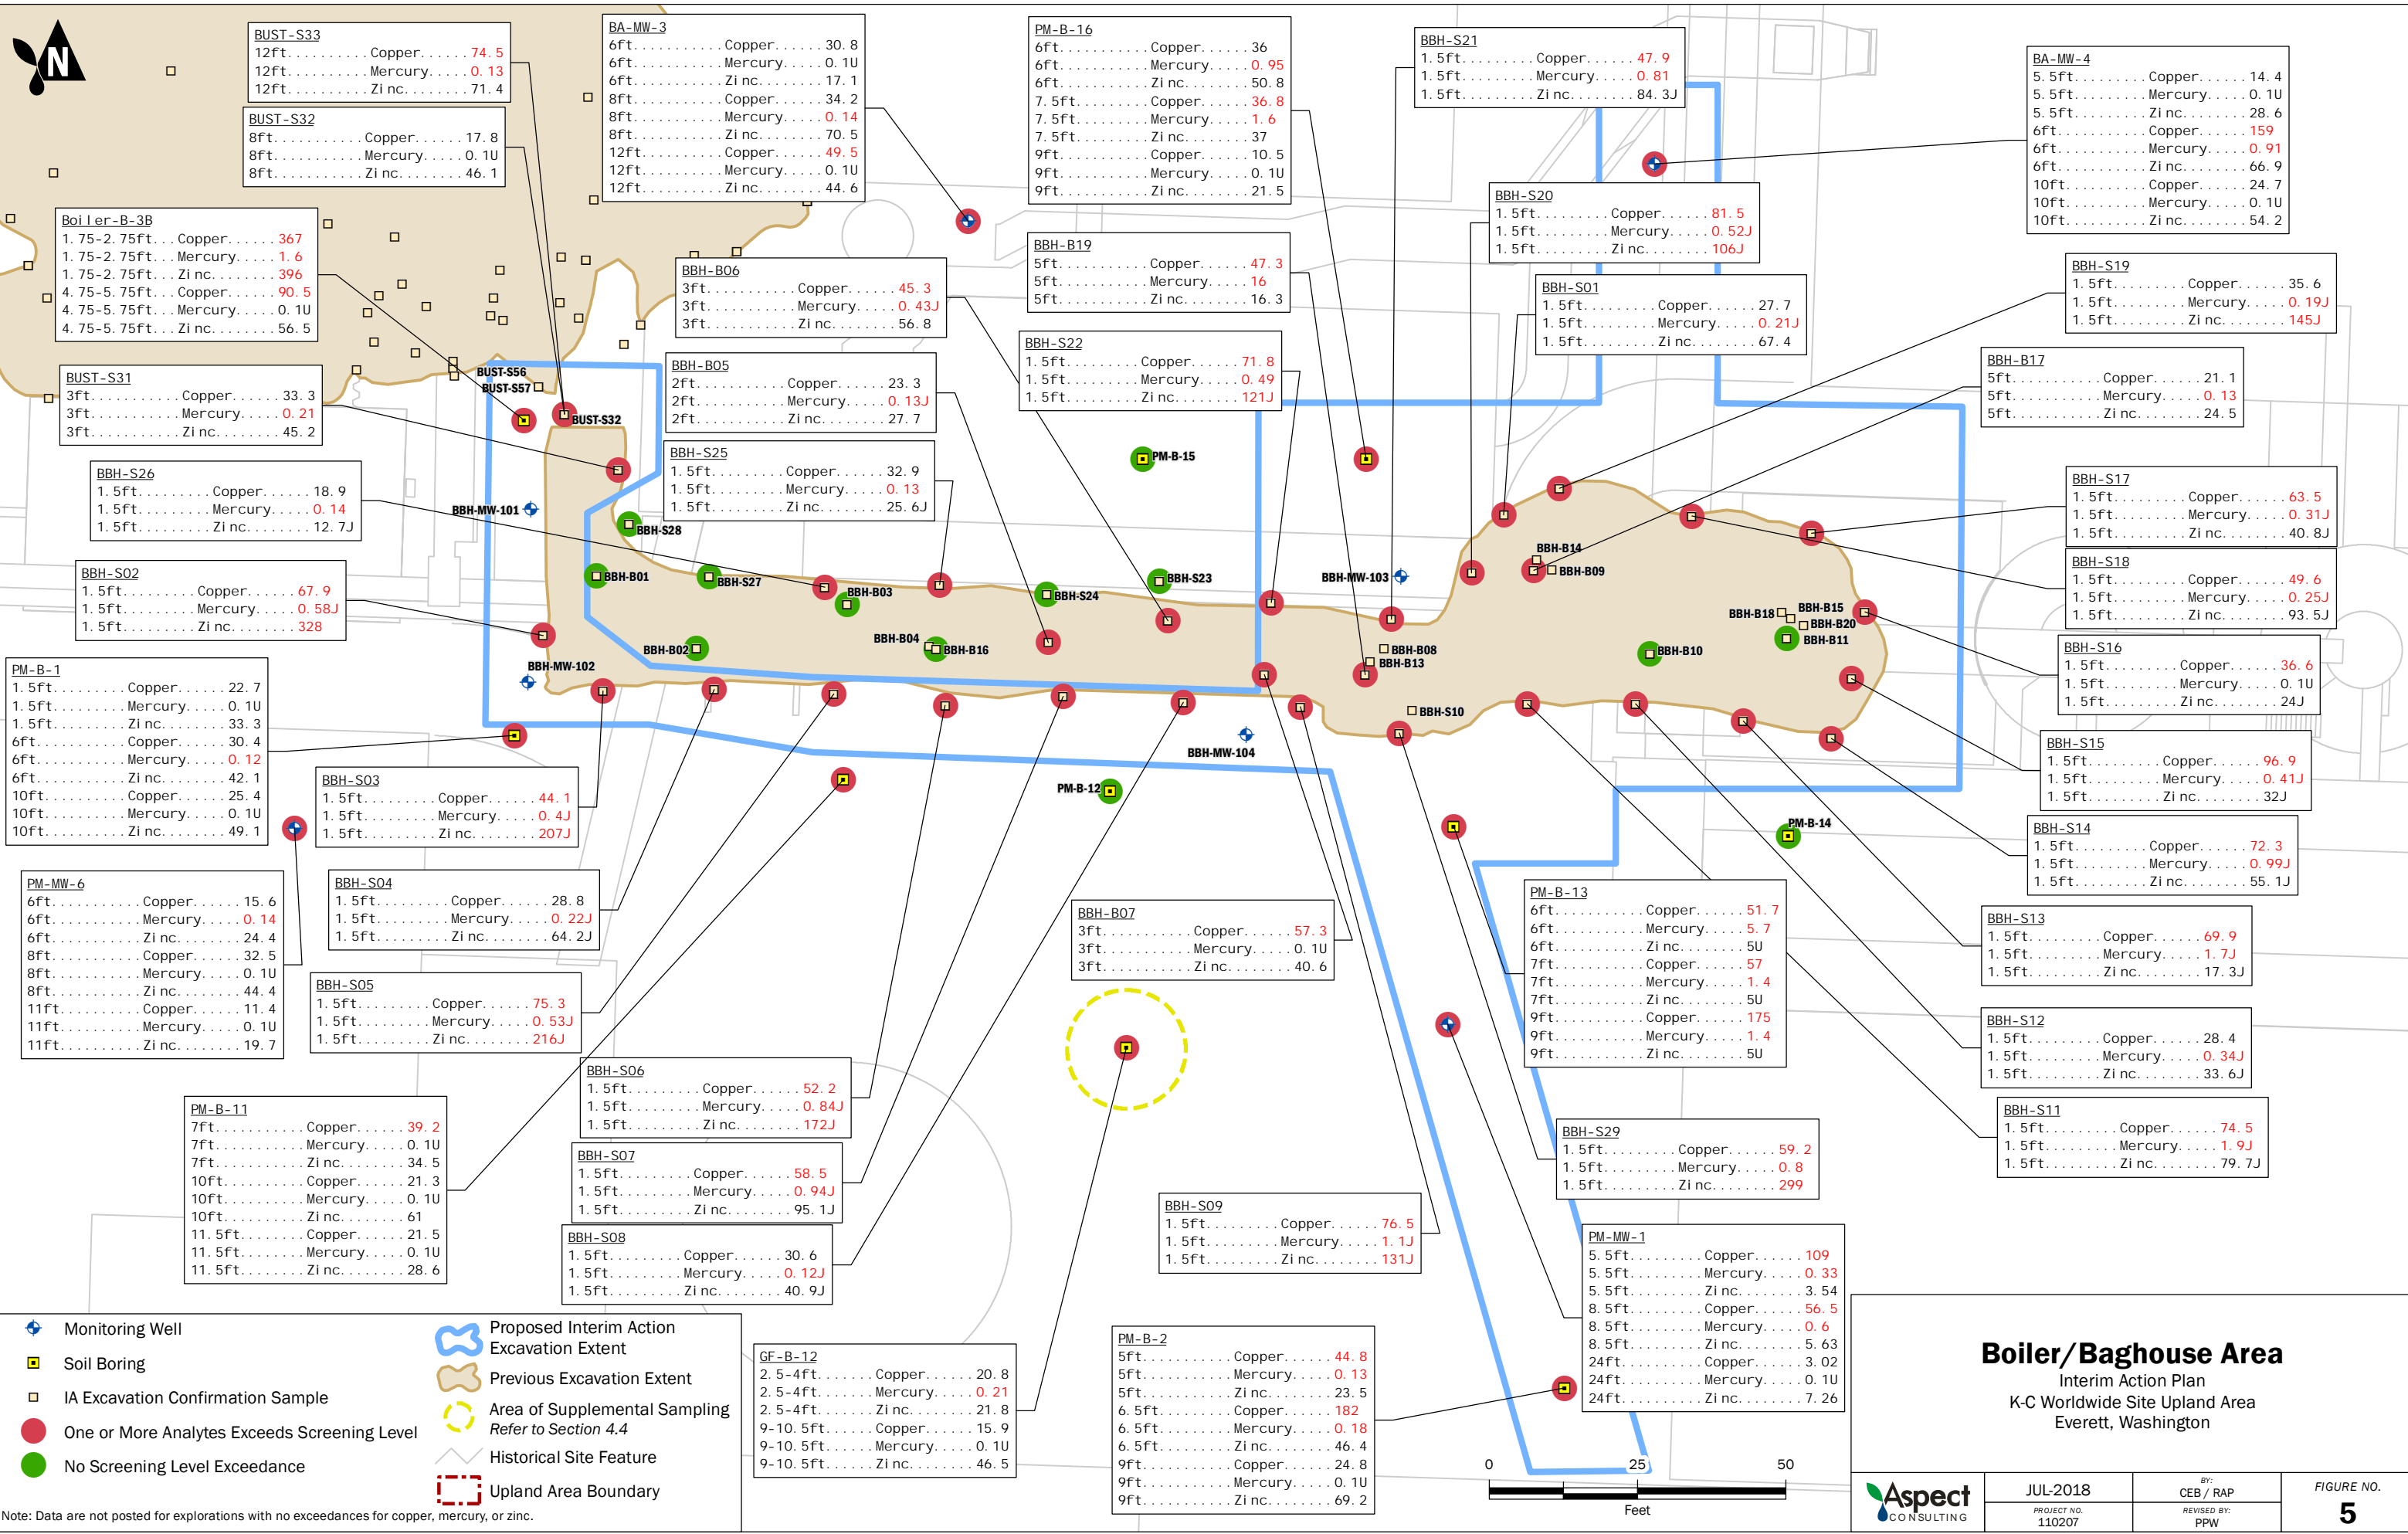 N
BUST-S33
12ft..........Copper......74.5
12ft..........Mercury.....0.13
12ft..........Zinc........71.4
BUST-S32
8ft...........Copper......17.8
8ft...........Mercury.....0.1U
8ft...........Zinc........46.1
BA-MW-3
6ft...........Copper......30.8
6ft...........Mercury.....0.1U
6ft...........Zinc........17.1
8ft...........Copper......34.2
8ft...........Mercury.....0.14
8ft...........Zinc........70.5
12ft..........Copper......49.5
12ft..........Mercury.....0.1U
12ft..........Zinc........44.6
PM-B-16
6ft...........Copper......36
6ft...........Mercury.....0.95
6ft...........Zinc........50.8
7.5ft.........Copper......36.8
7.5ft.........Mercury.....1.6
7.5ft.........Zinc........37
9ft...........Copper......10.5
9ft...........Mercury.....0.1U
9ft...........Zinc........21.5
BBH-S21
1.5ft.........Copper......47.9
1.5ft.........Mercury.....0.81
1.5ft.........Zinc........84.3J
BA-MW-4
5.5ft.........Copper......14.4
5.5ft.........Mercury.....0.1U
5.5ft.........Zinc........28.6
6ft...........Copper......159
6ft...........Mercury.....0.91
6ft...........Zinc........66.9
10ft..........Copper......24.7
10ft..........Mercury.....0.1U
10ft..........Zinc........54.2
Boiler-B-3B
1.75-2.75ft...Copper......367
1.75-2.75ft...Mercury.....1.6
1.75-2.75ft...Zinc........396
4.75-5.75ft...Copper......90.5
4.75-5.75ft...Mercury.....0.1U
4.75-5.75ft...Zinc........56.5
BBH-B06
3ft...........Copper......45.3
3ft...........Mercury.....0.43J
3ft...........Zinc........56.8
BBH-B19
5ft...........Copper......47.3
5ft...........Mercury.....16
5ft...........Zinc........16.3
BBH-S20
1.5ft.........Copper......81.5
1.5ft.........Mercury.....0.52J
1.5ft.........Zinc........106J
BBH-S01
1.5ft.........Copper......27.7
1.5ft.........Mercury.....0.21J
1.5ft.........Zinc........67.4
BBH-S19
1.5ft.........Copper......35.6
1.5ft.........Mercury.....0.19J
1.5ft.........Zinc........145J
BUST-S31
3ft...........Copper......33.3
3ft...........Mercury.....0.21
3ft...........Zinc........45.2
BUST-S56
BUST-S57
BUST-S32
BBH-B05
2ft...........Copper......23.3
2ft...........Mercury.....0.13J
2ft...........Zinc........27.7
BBH-S22
1.5ft.........Copper......71.8
1.5ft.........Mercury.....0.49
1.5ft.........Zinc........121J
BBH-B17
5ft...........Copper......21.1
5ft...........Mercury.....0.13
5ft...........Zinc........24.5
BBH-S26
1.5ft.........Copper......18.9
1.5ft.........Mercury.....0.14
1.5ft.........Zinc........12.7J
BBH-S25
1.5ft.........Copper......32.9
1.5ft.........Mercury.....0.13
1.5ft.........Zinc........25.6J
PM-B-15
BBH-S17
1.5ft.........Copper......63.5
1.5ft.........Mercury.....0.31J
1.5ft.........Zinc........40.8J
BBH-MW-101
BBH-S28
BBH-S02
1.5ft.........Copper......67.9
1.5ft.........Mercury.....0.58J
1.5ft.........Zinc........328
BBH-B01
BBH-S27
BBH-B03
BBH-S24
BBH-S23
BBH-MW-103
BBH-B14
BBH-B09
BBH-S18
1.5ft.........Copper......49.6
1.5ft.........Mercury.....0.25J
1.5ft.........Zinc........93.5J
BBH-B02
BBH-B04
BBH-B16
BBH-B08
BBH-B13
BBH-B10
BBH-B18
BBH-B15
BBH-B20
BBH-B11
BBH-S16
1.5ft.........Copper......36.6
1.5ft.........Mercury.....0.1U
1.5ft.........Zinc........24J
BBH-MW-102
PM-B-1
1.5ft.........Copper......22.7
1.5ft.........Mercury.....0.1U
1.5ft.........Zinc........33.3
6ft...........Copper......30.4
6ft...........Mercury.....0.12
6ft...........Zinc........42.1
10ft..........Copper......25.4
10ft..........Mercury.....0.1U
10ft..........Zinc........49.1
BBH-S10
BBH-MW-104
BBH-S15
1.5ft.........Copper......96.9
1.5ft.........Mercury.....0.41J
1.5ft.........Zinc........32J
BBH-S03
1.5ft.........Copper......44.1
1.5ft.........Mercury.....0.4J
1.5ft.........Zinc........207J
PM-B-12
PM-B-14
BBH-S14
1.5ft.........Copper......72.3
1.5ft.........Mercury.....0.99J
1.5ft.........Zinc........55.1J
PM-MW-6
6ft...........Copper......15.6
6ft...........Mercury.....0.14
6ft...........Zinc........24.4
8ft...........Copper......32.5
8ft...........Mercury.....0.1U
8ft...........Zinc........44.4
11ft..........Copper......11.4
11ft..........Mercury.....0.1U
11ft..........Zinc........19.7
BBH-S04
1.5ft.........Copper......28.8
1.5ft.........Mercury.....0.22J
1.5ft.........Zinc........64.2J
BBH-B07
3ft...........Copper......57.3
3ft...........Mercury.....0.1U
3ft...........Zinc........40.6
PM-B-13
6ft...........Copper......51.7
6ft...........Mercury.....5.7
6ft...........Zinc........5U
7ft...........Copper......57
7ft...........Mercury.....1.4
7ft...........Zinc........5U
9ft...........Copper......175
9ft...........Mercury.....1.4
9ft...........Zinc........5U
BBH-S13
1.5ft.........Copper......69.9
1.5ft.........Mercury.....1.7J
1.5ft.........Zinc........17.3J
BBH-S05
1.5ft.........Copper......75.3
1.5ft.........Mercury.....0.53J
1.5ft.........Zinc........216J
BBH-S12
1.5ft.........Copper......28.4
1.5ft.........Mercury.....0.34J
1.5ft.........Zinc........33.6J
BBH-S06
1.5ft.........Copper......52.2
1.5ft.........Mercury.....0.84J
1.5ft.........Zinc........172J
PM-B-11
7ft...........Copper......39.2
7ft...........Mercury.....0.1U
7ft...........Zinc........34.5
10ft..........Copper......21.3
10ft..........Mercury.....0.1U
10ft..........Zinc........61
11.5ft........Copper......21.5
11.5ft........Mercury.....0.1U
11.5ft........Zinc........28.6
BBH-S07
1.5ft.........Copper......58.5
1.5ft.........Mercury.....0.94J
1.5ft.........Zinc........95.1J
BBH-S29
1.5ft.........Copper......59.2
1.5ft.........Mercury.....0.8
1.5ft.........Zinc........299
BBH-S11
1.5ft.........Copper......74.5
1.5ft.........Mercury.....1.9J
1.5ft.........Zinc........79.7J
BBH-S08
1.5ft.........Copper......30.6
1.5ft.........Mercury.....0.12J
1.5ft.........Zinc........40.9J
BBH-S09
1.5ft.........Copper......76.5
1.5ft.........Mercury.....1.1J
1.5ft.........Zinc........131J
PM-MW-1
5.5ft.........Copper......109
5.5ft.........Mercury.....0.33
5.5ft.........Zinc........3.54
8.5ft.........Copper......56.5
8.5ft.........Mercury.....0.6
8.5ft.........Zinc........5.63
24ft..........Copper......3.02
24ft..........Mercury.....0.1U
24ft..........Zinc........7.26
GF-B-12
2.5-4ft.......Copper......20.8
2.5-4ft.......Mercury.....0.21
2.5-4ft.......Zinc........21.8
9-10.5ft......Copper......15.9
9-10.5ft......Mercury.....0.1U
9-10.5ft......Zinc........46.5
PM-B-2
5ft...........Copper......44.8
5ft...........Mercury.....0.13
5ft...........Zinc........23.5
6.5ft.........Copper......182
6.5ft.........Mercury.....0.18
6.5ft.........Zinc........46.4
9ft...........Copper......24.8
9ft...........Mercury.....0.1U
9ft...........Zinc........69.2
Monitoring Well
Soil Boring
IA Excavation Confirmation Sample
One or More Analytes Exceeds Screening Level
No Screening Level Exceedance
Proposed Interim Action
Excavation Extent
Previous Excavation Extent
Area of Supplemental Sampling
Refer to Section 4.4
Historical Site Feature
Upland Area Boundary
Note: Data are not posted for explorations with no exceedances for copper, mercury, or zinc.
0 25 50
Feet
Boiler/Baghouse Area
Interim Action Plan
K-C Worldwide Site Upland Area
Everett, Washington
Aspect
CONSULTING
JUL-2018
PROJECT NO.
110207
BY:
CEB / RAP
REVISED BY:
PPW
FIGURE NO.
5